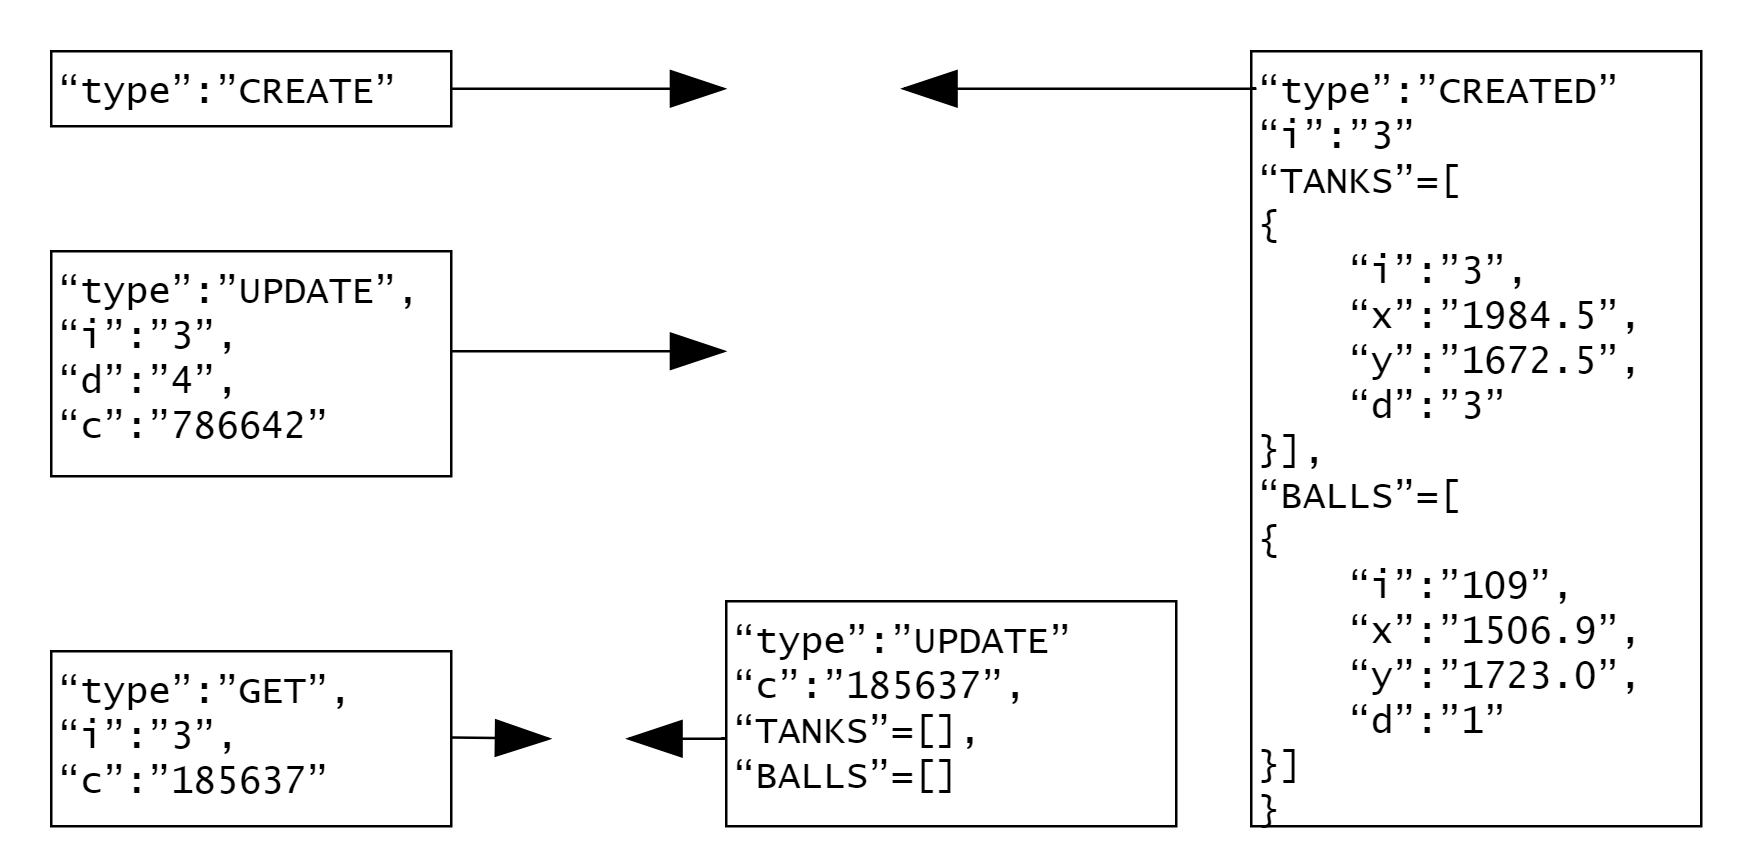 “type”:”CREATE”
“type”:”UPDATE”,
“i”:”3”,
“d”:”4”,
“c”:”786642”
“type”:”GET”,
“i”:”3”,
“c”:”185637”
“type”:”UPDATE”
“c”:”185637”,
“TANKS”=[],
“BALLS”=[]
“type”:”CREATED”
“i”:”3”
“TANKS”=[
{
“i”:”3”,
“x”:”1984.5”,
“y”:”1672.5”,
“d”:”3”
}],
“BALLS”=[
{
“i”:”109”,
“x”:”1506.9”,
“y”:”1723.0”,
“d”:”1”
}]
}